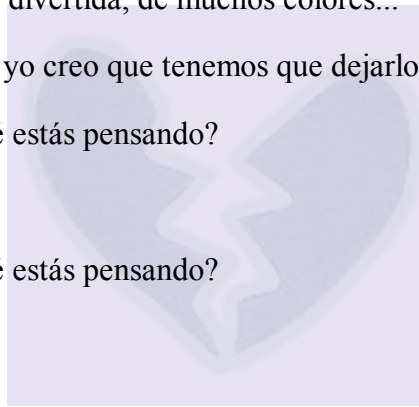 divertida, de muchos colores...
yo creo que tenemos que dejarlo
estás pensando?
estás pensando?